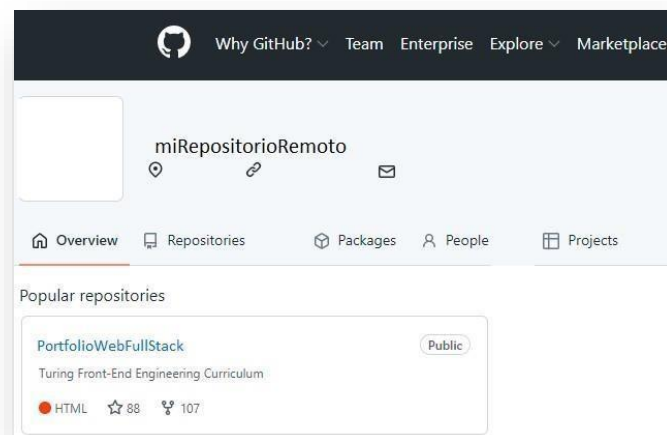 Why GitHub? Team Enterprise Explore Marketplace
miRepositorioRemoto
Overview Repositories Packages People Projects
Popular repositories
PortfolioWebFullStack Public
Turing Front-End Engineering Curriculum
HTML 88 107